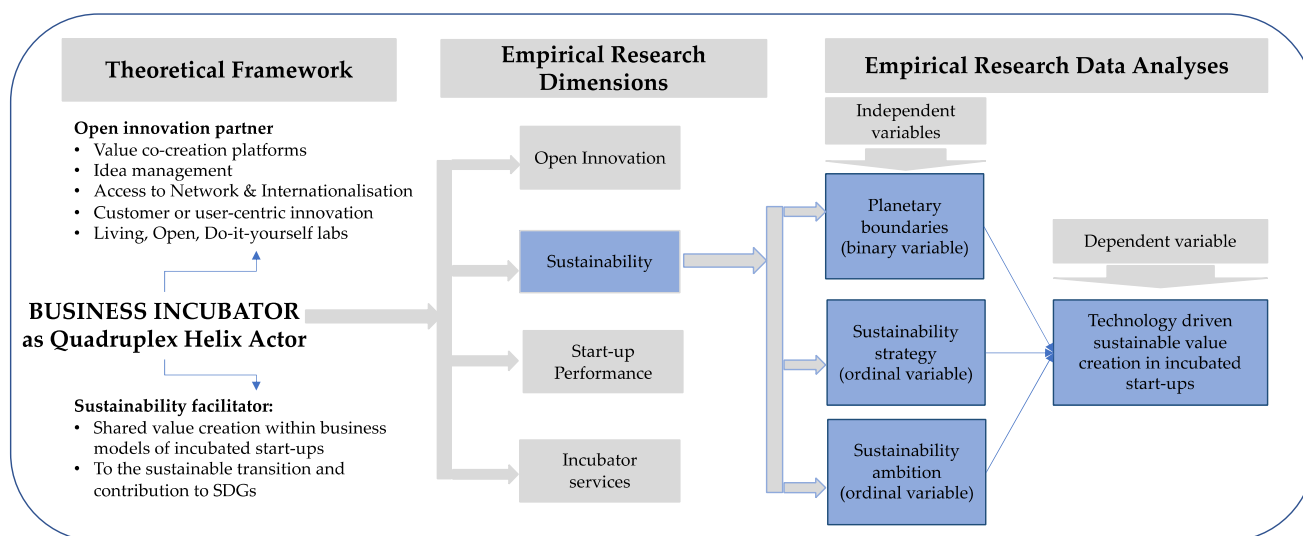 Theoretical Framework
Open innovation partner
• Value co-creation platforms
• Idea management
• Access to Network & Internationalisation
• Customer or user-centric innovation
• Living, Open, Do-it-yourself labs
BUSINESS INCUBATOR
as Quadruplex Helix Actor
Sustainability facilitator:
• Shared value creation within business
models of incubated start-ups
• To the sustainable transition and
contribution to SDGs
Empirical Research
Dimensions
Open Innovation
Sustainability
Start-up
Performance
Incubator
services
Empirical Research Data Analyses
Independent
variables
Planetary
boundaries
(binary variable)
Sustainability
strategy
(ordinal variable)
Sustainability
ambition
(ordinal variable)
Dependent variable
Technology driven
sustainable value
creation in incubated
start-ups